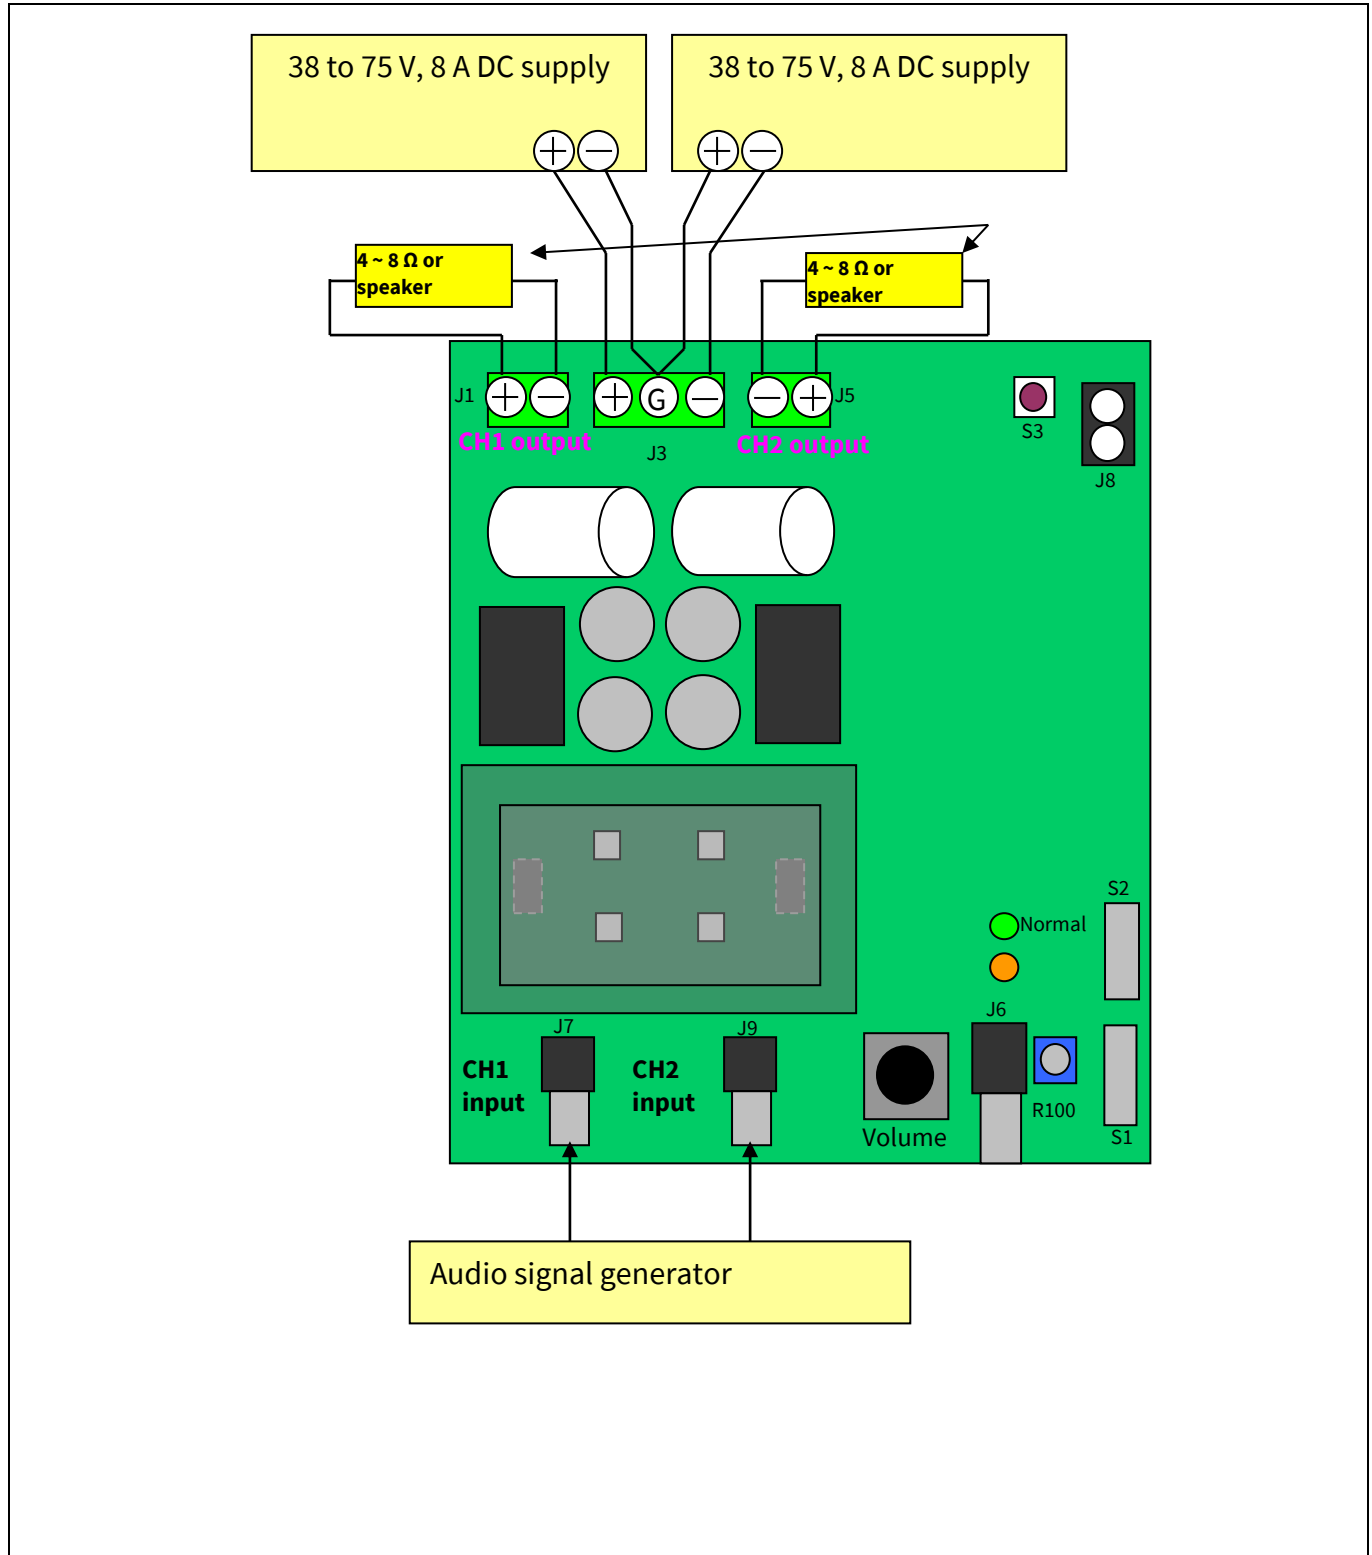 38 to 75 V, 8 A DC supply
38 to 75 V, 8 A DC supply
4 ~ 8 Ω or
speaker
4 ~ 8 Ω or
speaker
J1
G
J5
CH1 output
J3
CH2 output
S3
J8
S2
Normal
J6
J7
J9
CH1
input
CH2
input
R100
Volume
S1
Audio signal generator